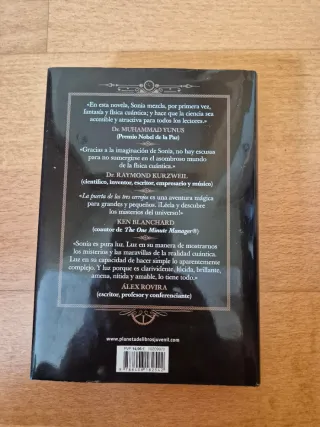 «En esta novela, Sonia mezcla, por primera vez,
fantasía y física cuántica; y hace que la ciencia sea
accesible y atractiva para todos los lectores.»
Dr. MUHAMMAD YUNUS
(Premio Nobel de la Paz)
«Gracias a la imaginación de Sonia, no hay excusas
para no sumergirse en el asombroso mundo
de la física cuántica.»
Dr. RAYMOND KURZWEIL
(científico, inventor, escritor, empresario y músico)
«La puerta de los tres cerrojos es una aventura mágica
para grandes y pequeños. ¡Léela y descubre
los misterios del universo!»
KEN BLANCHARD
(coautor de The One Minute Manager®)
«Sonia es pura luz. Luz en su manera de mostrarnos
los misterios y las maravillas de la realidad cuántica.
Luz en su capacidad de hacer simple lo aparentemente
complejo. Y luz porque es clarividente, lúcida, brillante,
amena, nítida y amable, lo tiene todo.»
ÁLEX ROVIRA
(escritor, profesor y conferenciante)
www.planetadelibrosjuvenil.com